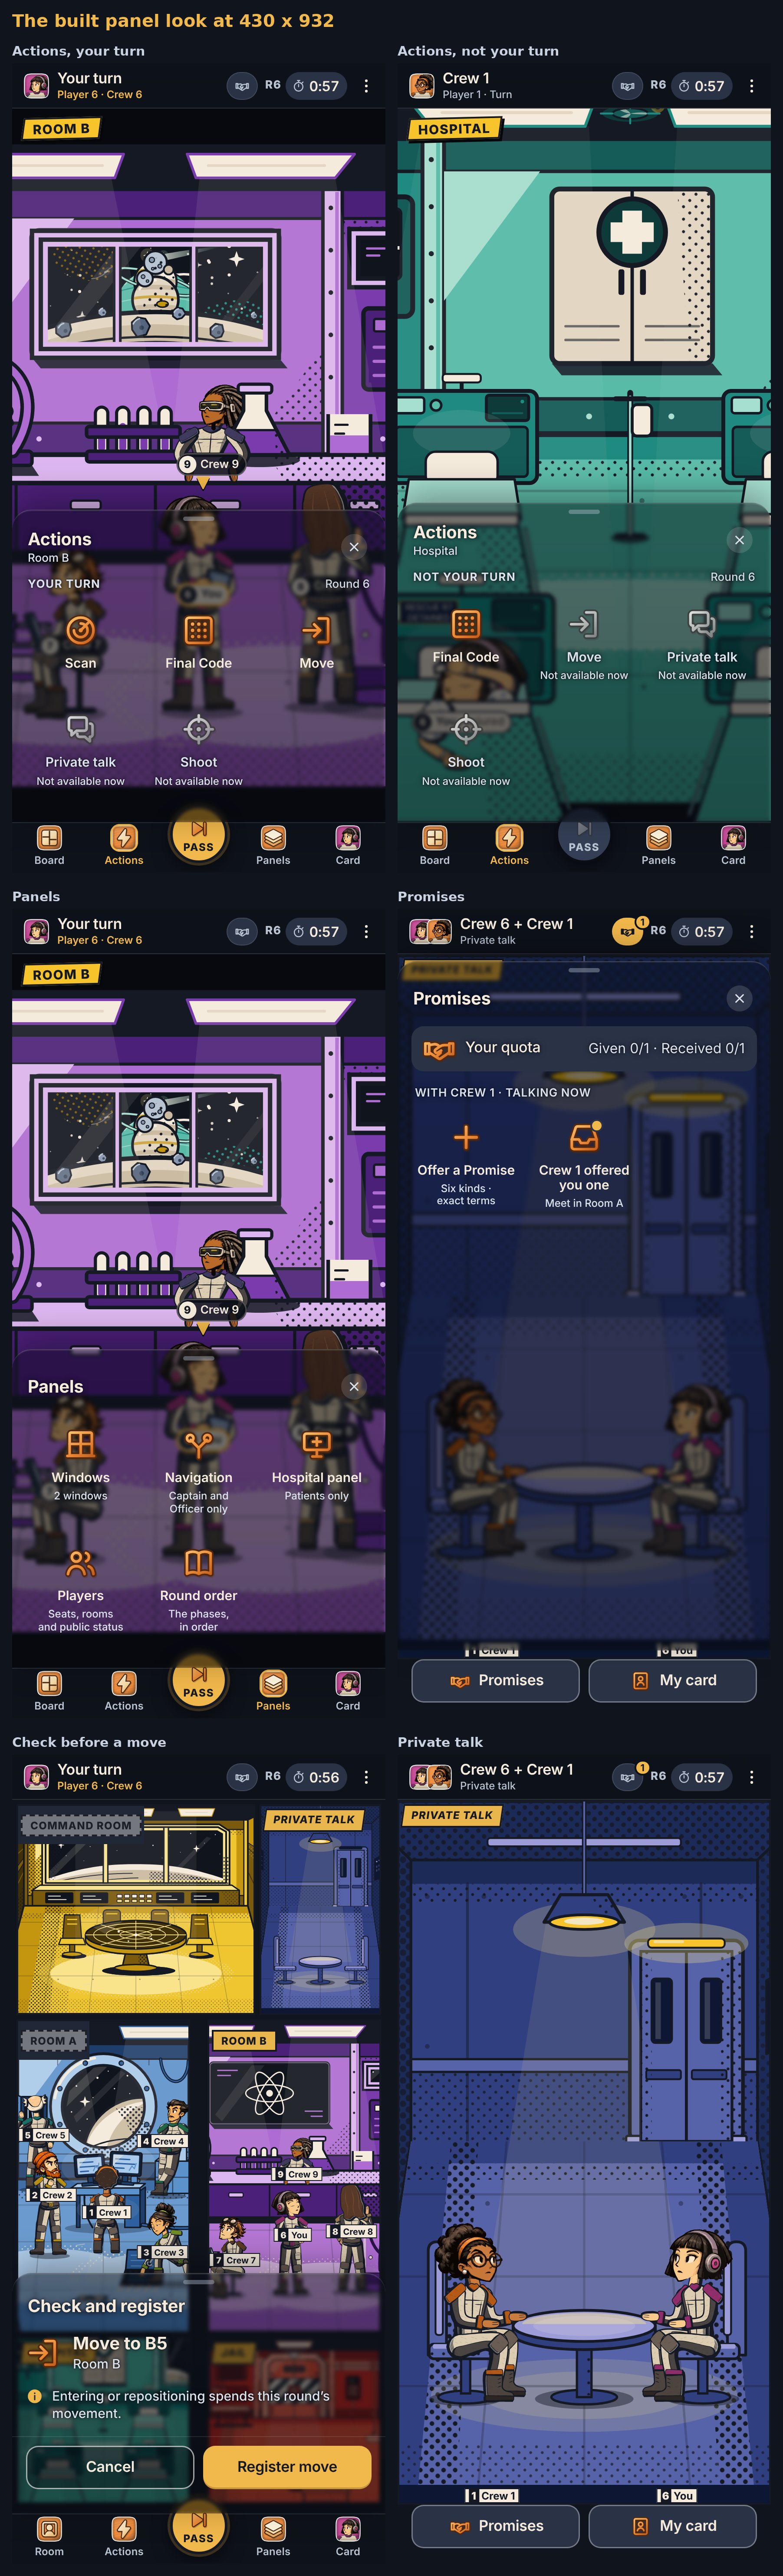 The built panel look at 430 x 932
Actions, your turn
Your turn
Player 6 · Crew 6
R6
0:57
ROOM B
9 Crew 9
Actions
Room B
YOUR TURN
Round 6
Scan
Final Code
Move
Private talk
Not available now
Shoot
Not available now
Board
Actions
PASS
Panels
Card
Actions, not your turn
Crew 1
Player 1 · Turn
R6
0:57
HOSPITAL
Actions
Hospital
NOT YOUR TURN
Round 6
Final Code
Move
Not available now
Private talk
Not available now
Shoot
Not available now
Board
Actions
PASS
Panels
Card
Panels
Your turn
Player 6 · Crew 6
R6
0:57
ROOM B
9 Crew 9
Panels
Windows
2 windows
Navigation
Captain and
Officer only
Hospital panel
Patients only
Players
Seats, rooms
and public status
Round order
The phases,
in order
Board
Actions
PASS
Panels
Card
Promises
Crew 6 + Crew 1
Private talk
1
R6
0:57
PRIVATE TALK
Promises
Your quota
Given 0/1 · Received 0/1
WITH CREW 1 · TALKING NOW
Offer a Promise
Six kinds ·
exact terms
Crew 1 offered
you one
Meet in Room A
1 Crew 1
6 You
Promises
My card
Check before a move
Your turn
Player 6 · Crew 6
R6
0:56
COMMAND ROOM
PRIVATE TALK
ROOM A
ROOM B
5 Crew 5
4 Crew 4
2 Crew 2
1 Crew 1
3 Crew 3
9 Crew 9
6 You
8 Crew 8
7 Crew 7
Check and register
Move to B5
Room B
Entering or repositioning spends this round’s
movement.
Cancel
Register move
Room
Actions
PASS
Panels
Card
Private talk
Crew 6 + Crew 1
Private talk
1
R6
0:57
PRIVATE TALK
1 Crew 1
6 You
Promises
My card